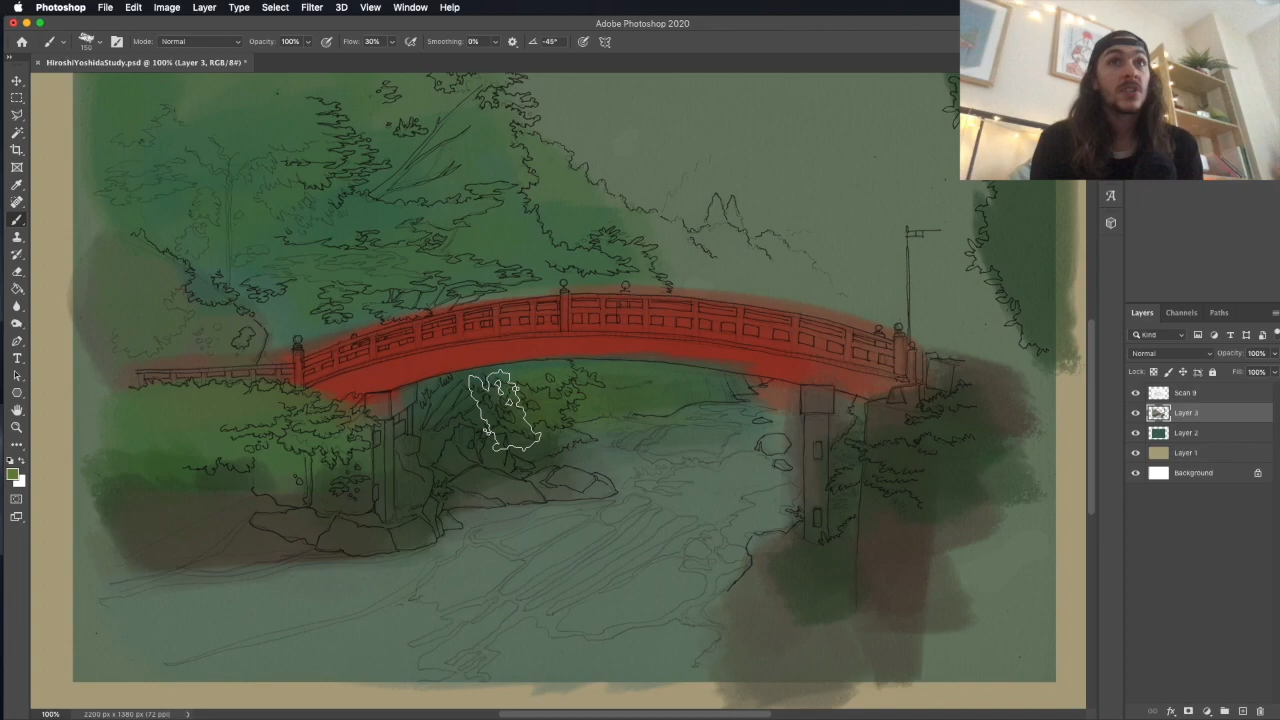 Photoshop File Edit Image Layer Type Select Filter 3D View Window Help
Adobe Photoshop 2020
150 Mode: Normal Opacity: 100% Flow: 30% Smoothing: 0% -45°
HiroshiYoshidaStudy.psd @ 100% (Layer 3, RGB/8#) *
Layers Channels Paths
Kind
Normal Opacity: 100%
Lock: Fill: 100%
Scan 9
Layer 3
Layer 2
Layer 1
Background
100% 2200 px x 1380 px (72 ppi)